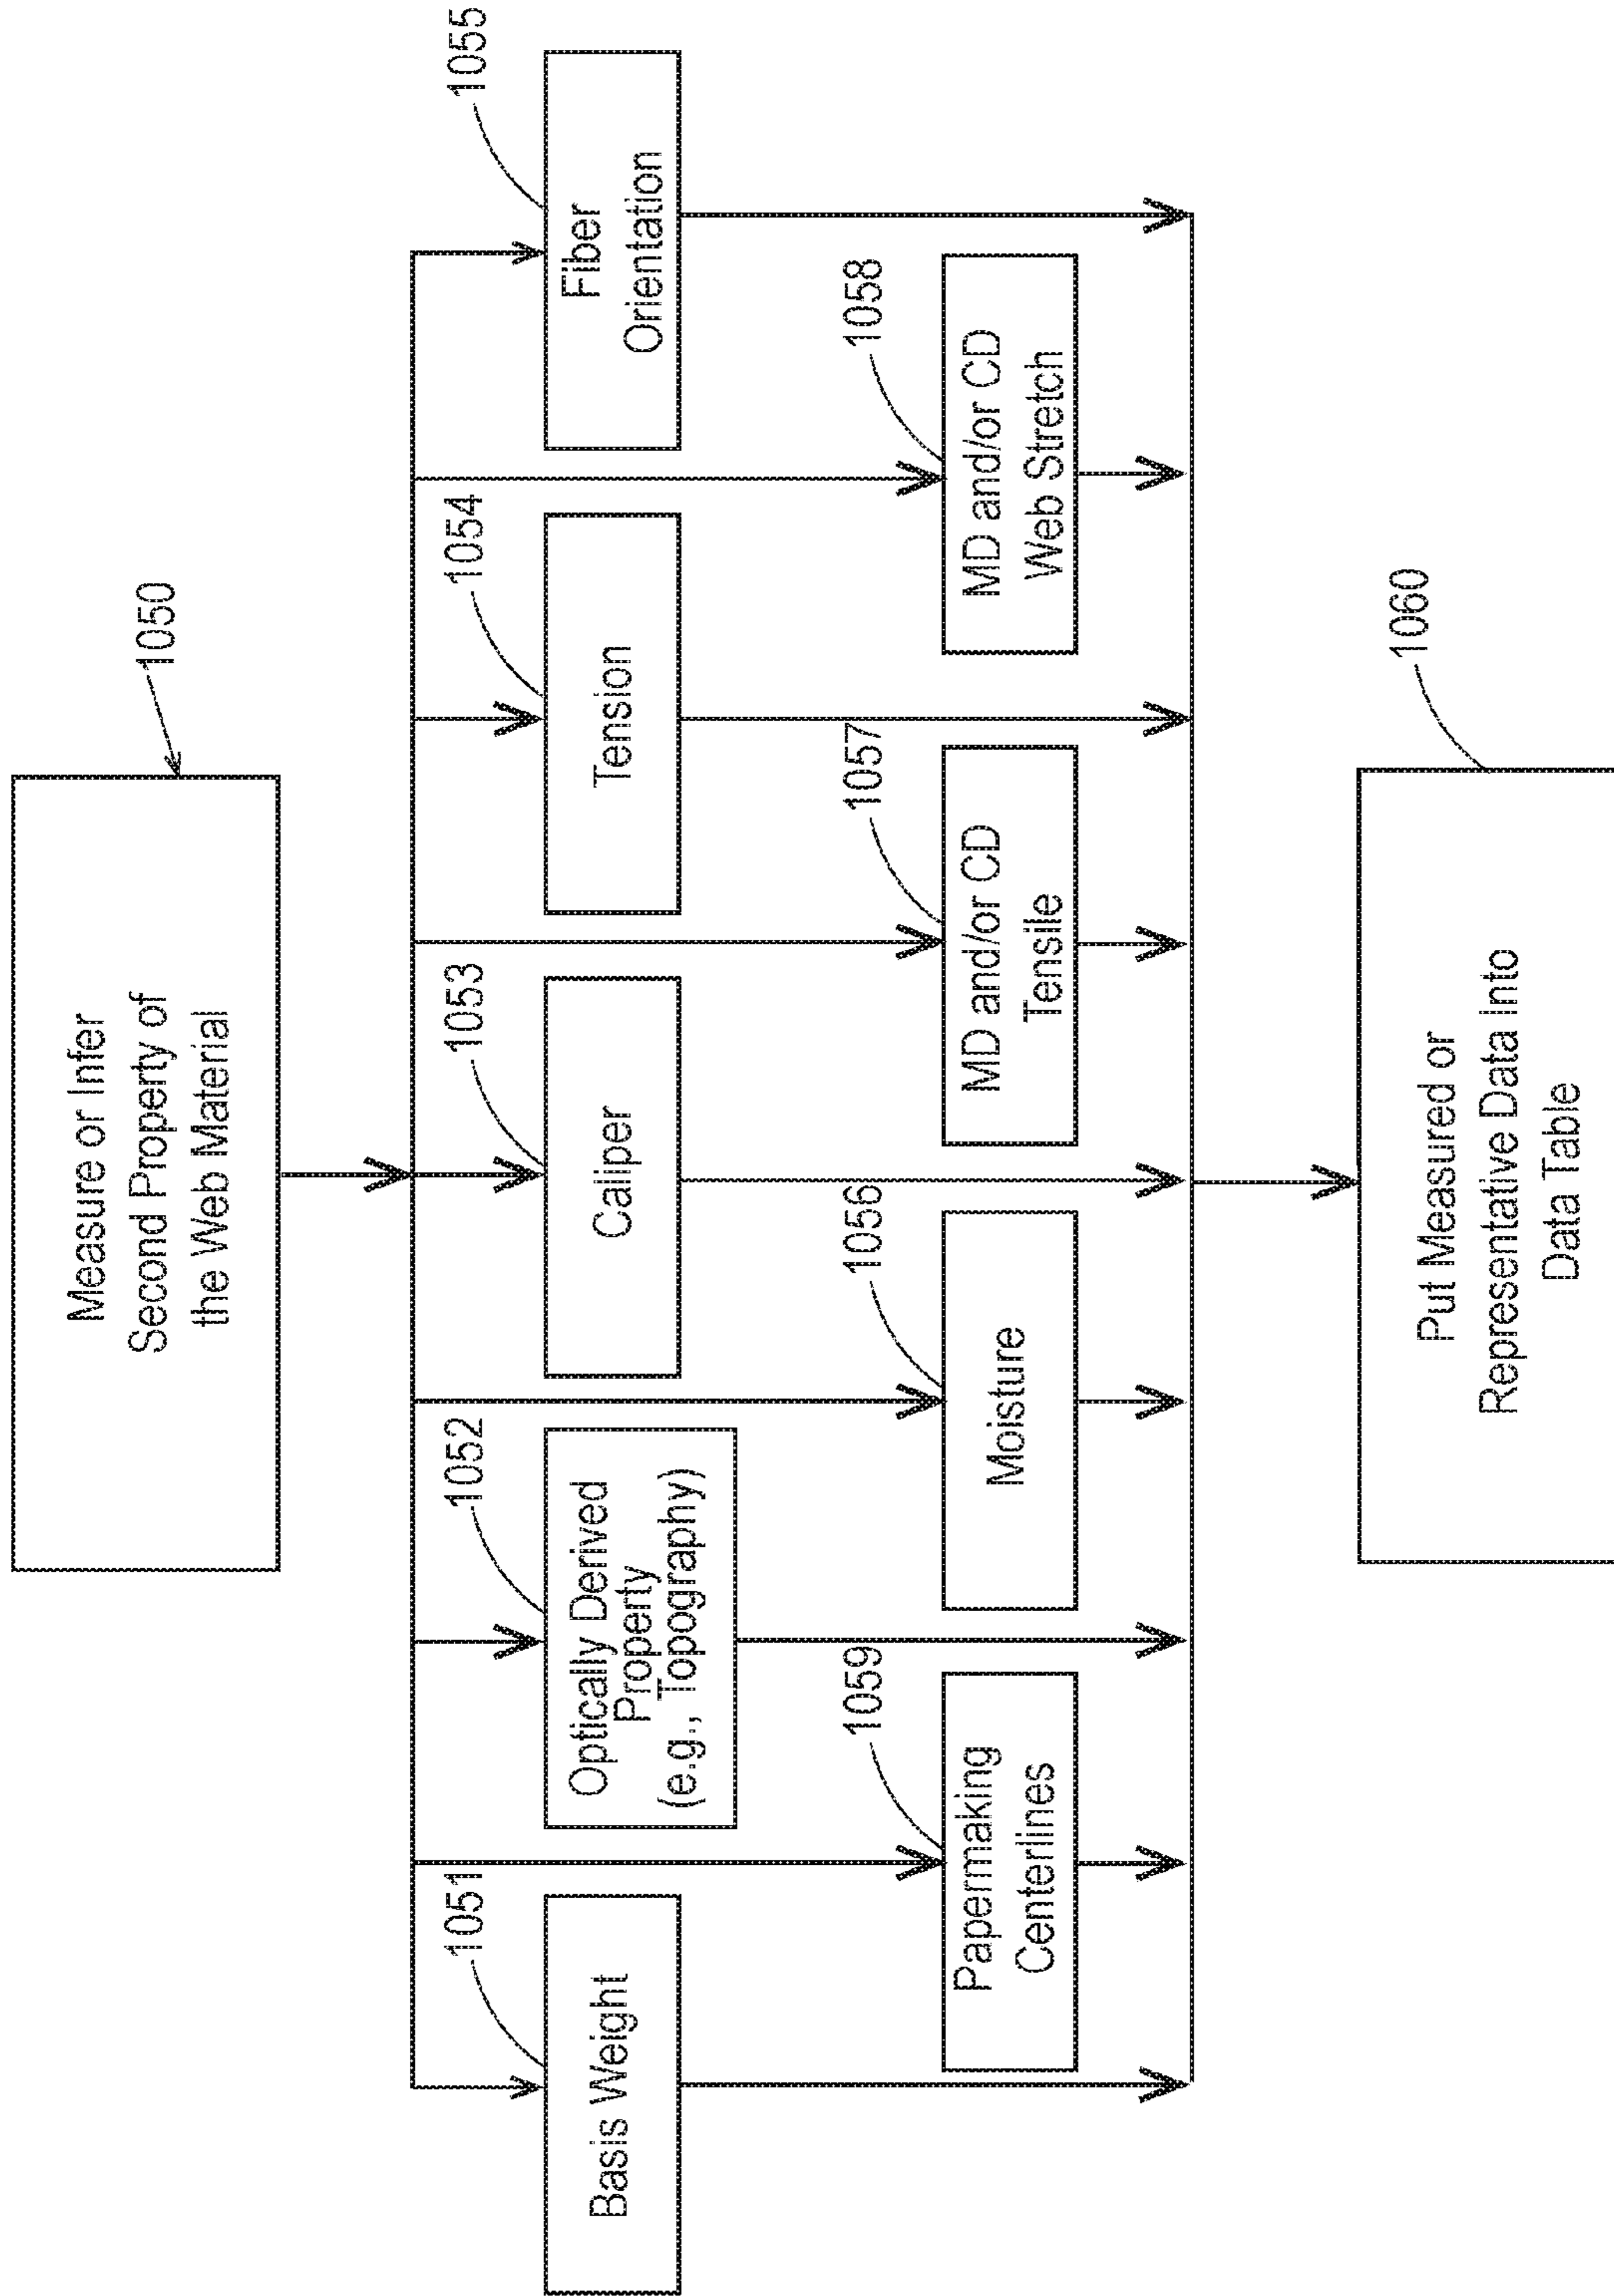 Measure or Infer
Second Property of
the Web Material
1050
1051
Basis Weight
1052
Optically Derived
Property
(e.g., Topography)
1053
Caliper
1054
Tension
1055
Fiber
Orientation
1059
Papermaking
Centerlines
1056
Moisture
1057
MD and/or CD
Tensile
1058
MD and/or CD
Web Stretch
1060
Put Measured or
Representative Data into
Data Table